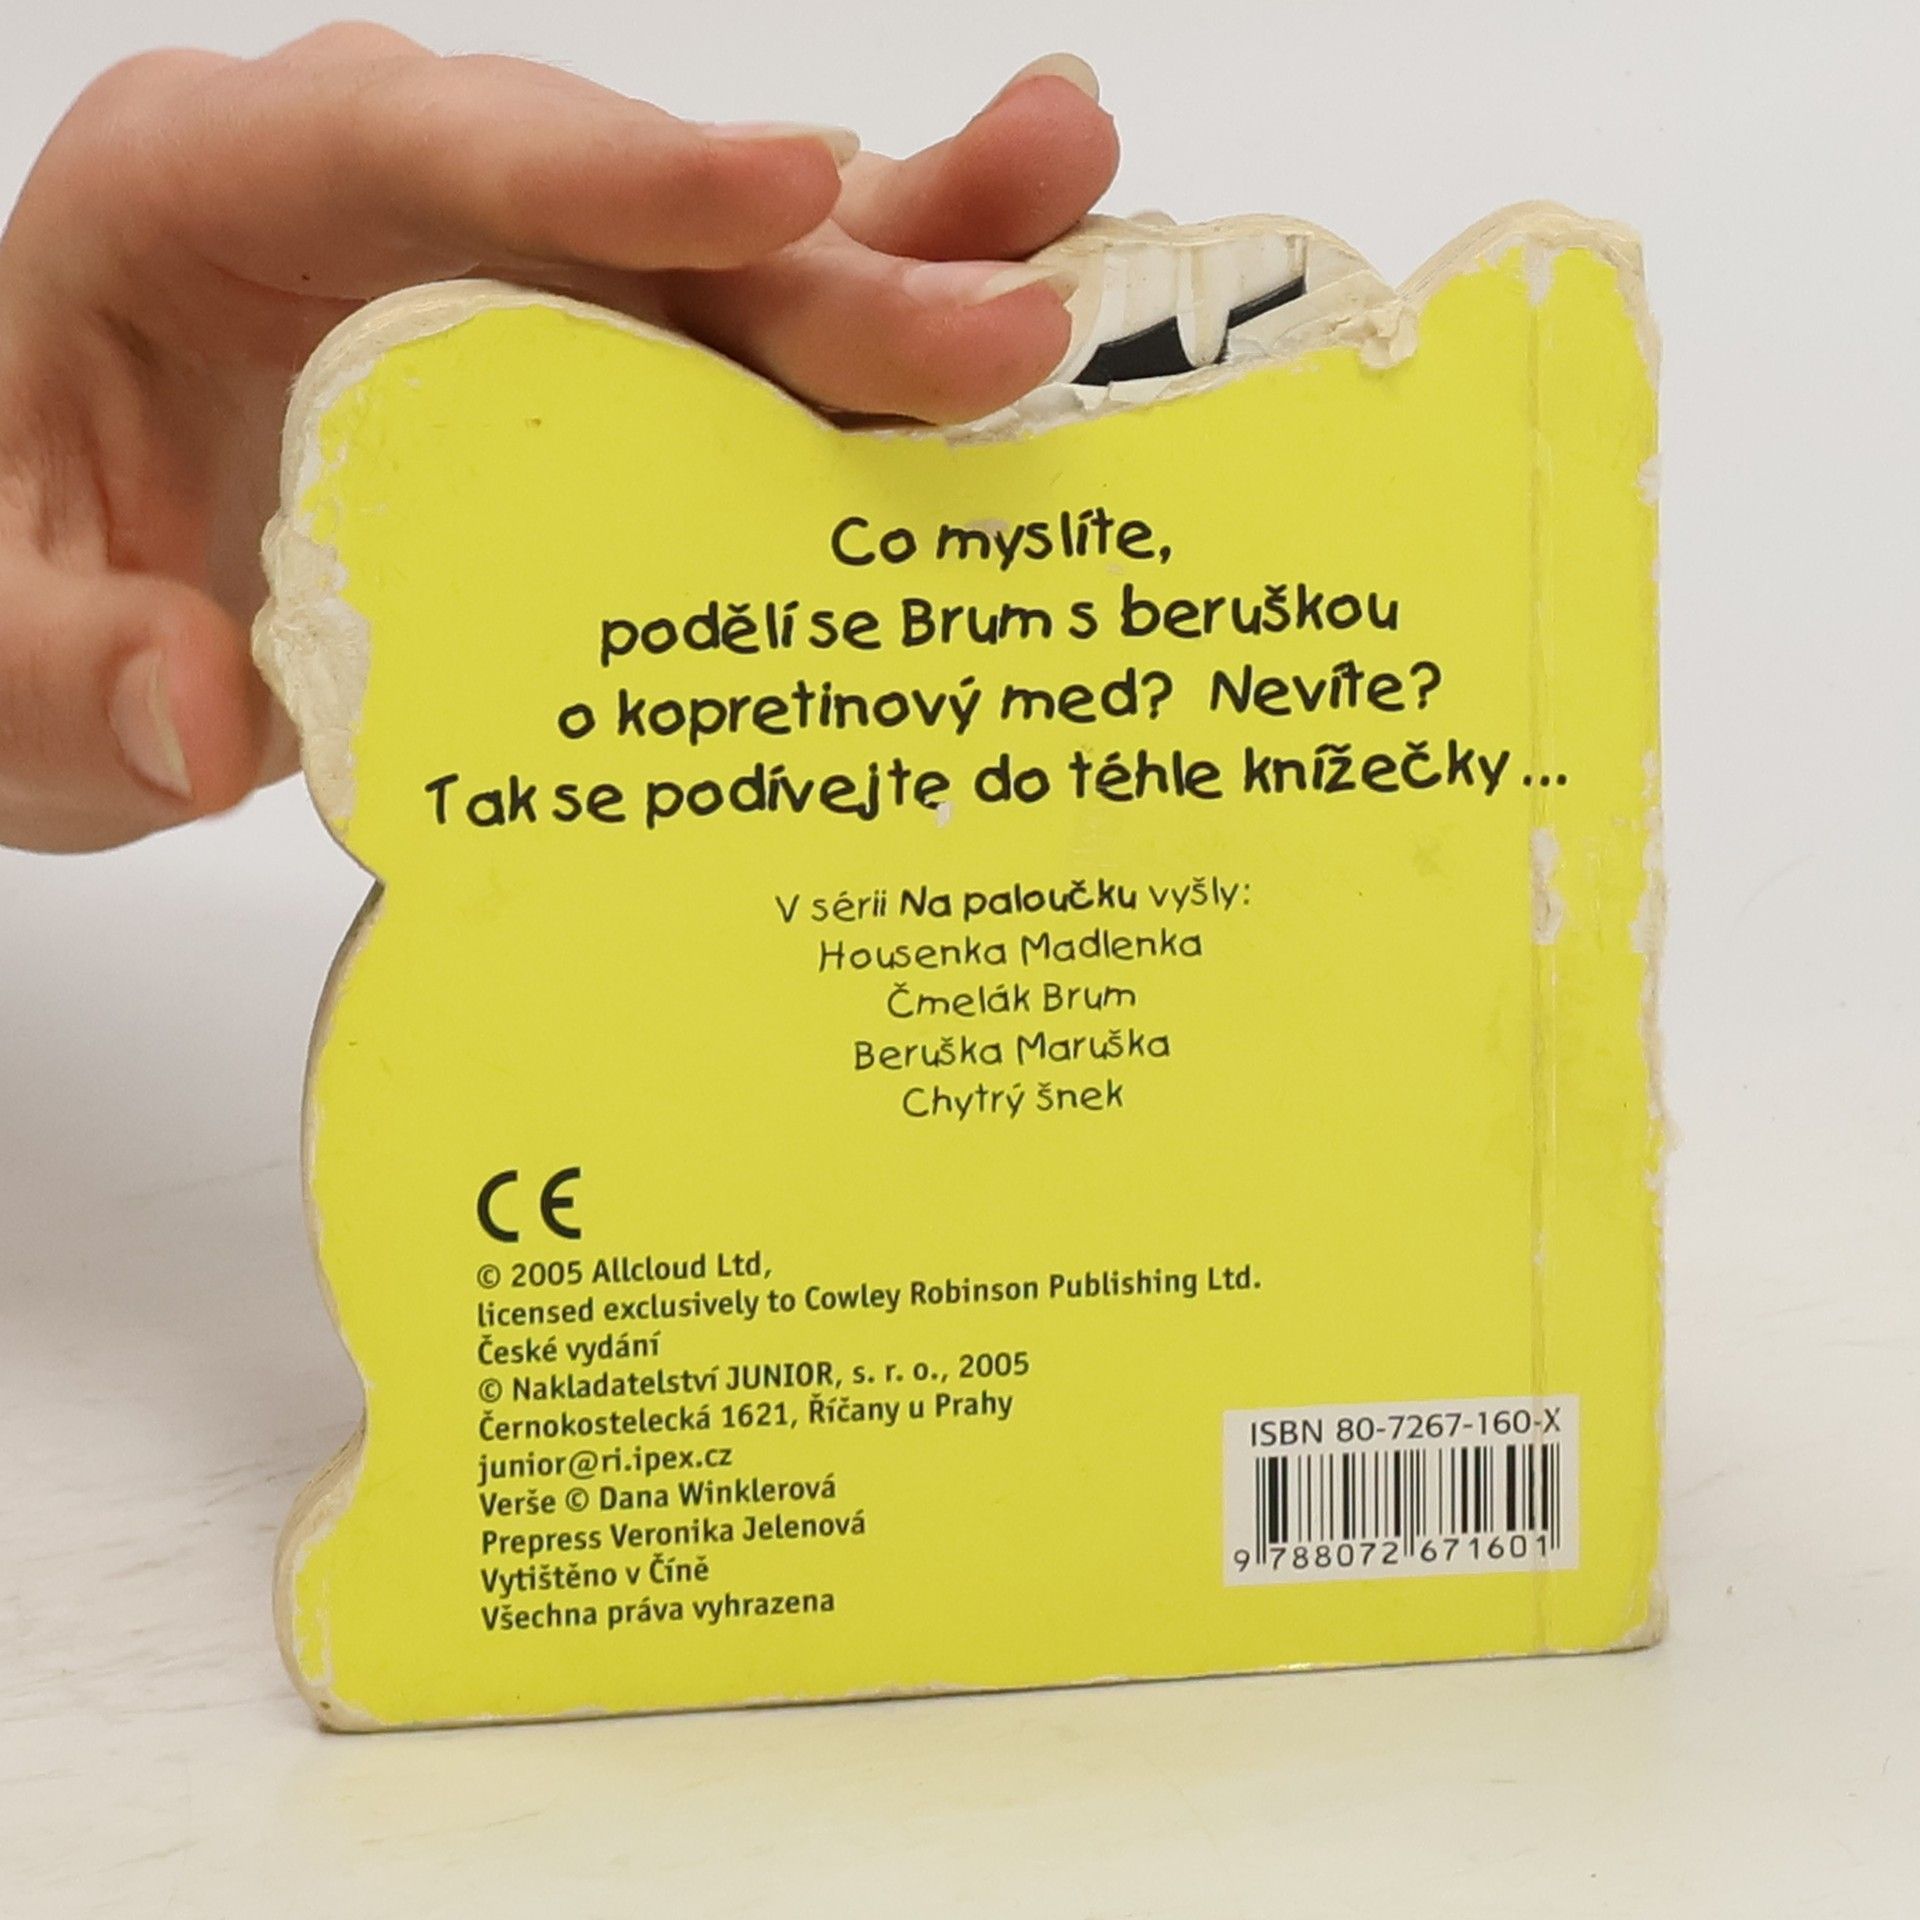 Co myslíte,
podělí se Brum s beruškou
o kopretinový med? Nevíte?
Tak se podívejte do téhle knížečky...
V sérii Na paloučku vyšly:
Housenka Madlenka
Čmelák Brum
Beruška Maruška
Chytrý šnek
CE
© 2005 Allcloud Ltd,
licensed exclusively to Cowley Robinson Publishing Ltd.
České vydání
© Nakladatelství JUNIOR, s. r. o., 2005
Černokostelecká 1621, Říčany u Prahy
junior@ri.ipex.cz
Verše © Dana Winklerová
Prepress Veronika Jelenová
Vytištěno v Číně
Všechna práva vyhrazena
ISBN 80-7267-160-X
9 788072 671601